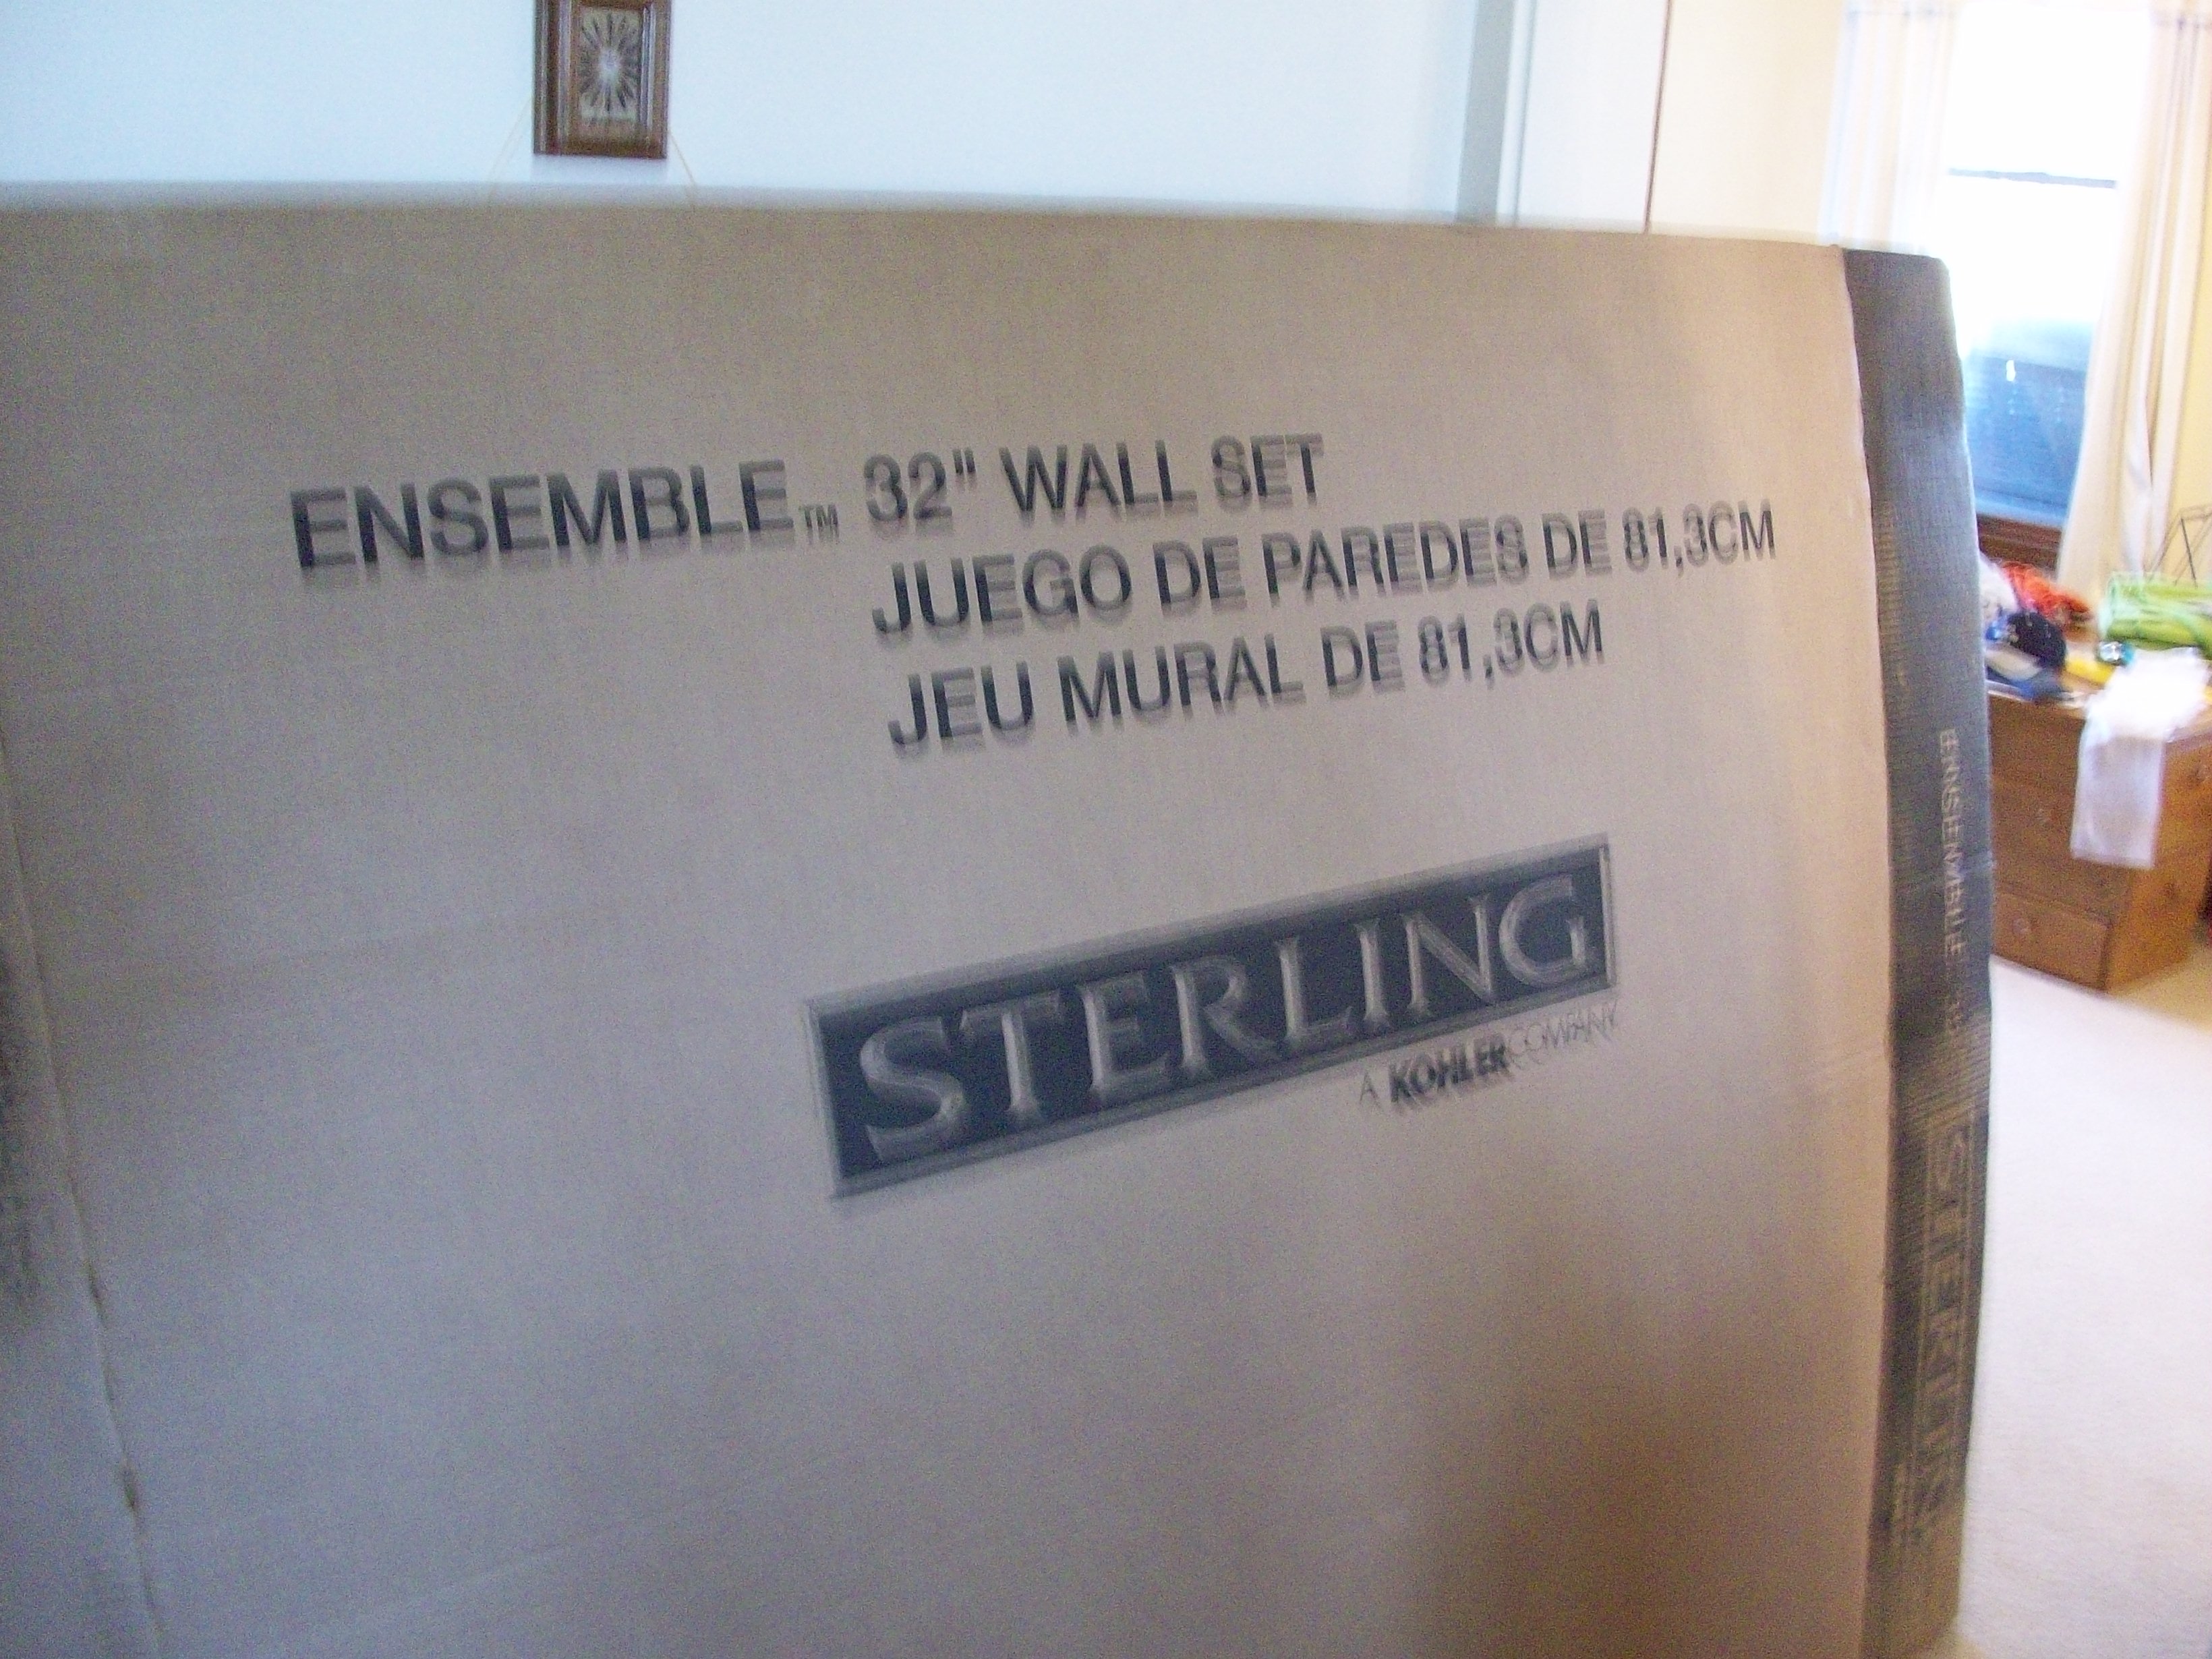 ENSEMBLE™ 32" WALL SET
JUEGO DE PAREDES DE 81,3CM
JEU MURAL DE 81,3CM
STERLING
A KOHLER COMPANY
ENSEMBLE
STERLING